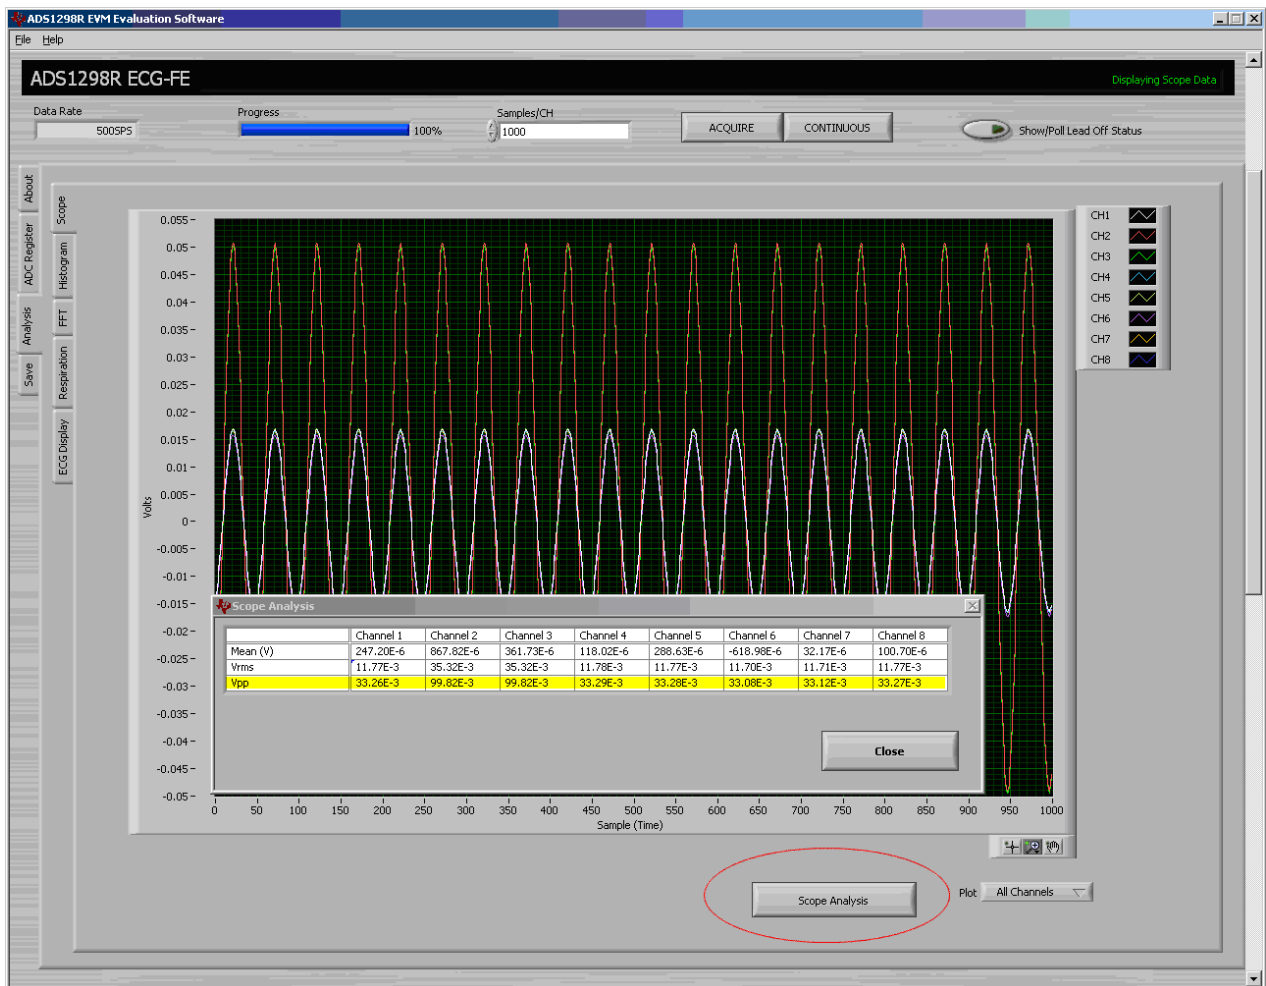 ADS1298R EVM Evaluation Software
File Help
ADS1298R ECG-FE
Displaying Scope Data
Data Rate
500SPS
Progress
100%
Samples/CH
1000
ACQUIRE
CONTINUOUS
Show/Poll Lead Off Status
About
ADC Register
Analysis
Save
Scope
Histogram
FFT
Respiration
ECG Display
Volts
0.055
0.05
0.045
0.04
0.035
0.03
0.025
0.02
0.015
0.01
0.005
0
-0.005
-0.01
-0.015
-0.02
-0.025
-0.03
-0.035
-0.04
-0.045
-0.05
CH1
CH2
CH3
CH4
CH5
CH6
CH7
CH8
Scope Analysis
Channel 1 Channel 2 Channel 3 Channel 4 Channel 5 Channel 6 Channel 7 Channel 8
Mean (V) 247.20E-6 867.82E-6 361.73E-6 118.02E-6 288.63E-6 -618.98E-6 32.17E-6 100.70E-6
Vrms 11.77E-3 35.32E-3 35.32E-3 11.78E-3 11.77E-3 11.70E-3 11.71E-3 11.77E-3
Vpp 33.26E-3 99.82E-3 99.82E-3 33.29E-3 33.28E-3 33.08E-3 33.12E-3 33.27E-3
Close
0 50 100 150 200 250 300 350 400 450 500 550 600 650 700 750 800 850 900 950 1000
Sample (Time)
Scope Analysis
Plot All Channels